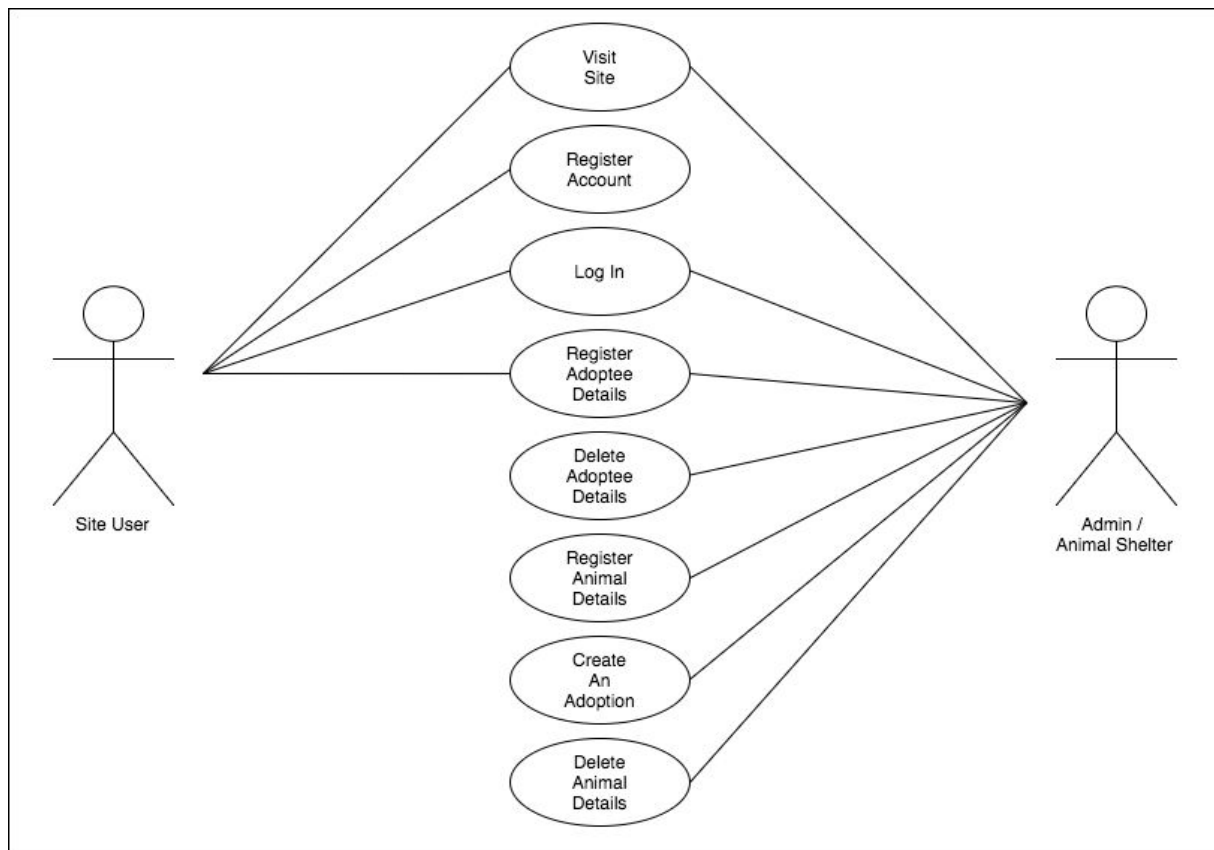 Visit
Site
Register
Account
Log In
Register
Adoptee
Details
Delete
Adoptee
Details
Site User
Admin /
Animal Shelter
Register
Animal
Details
Create
An
Adoption
Delete
Animal
Details